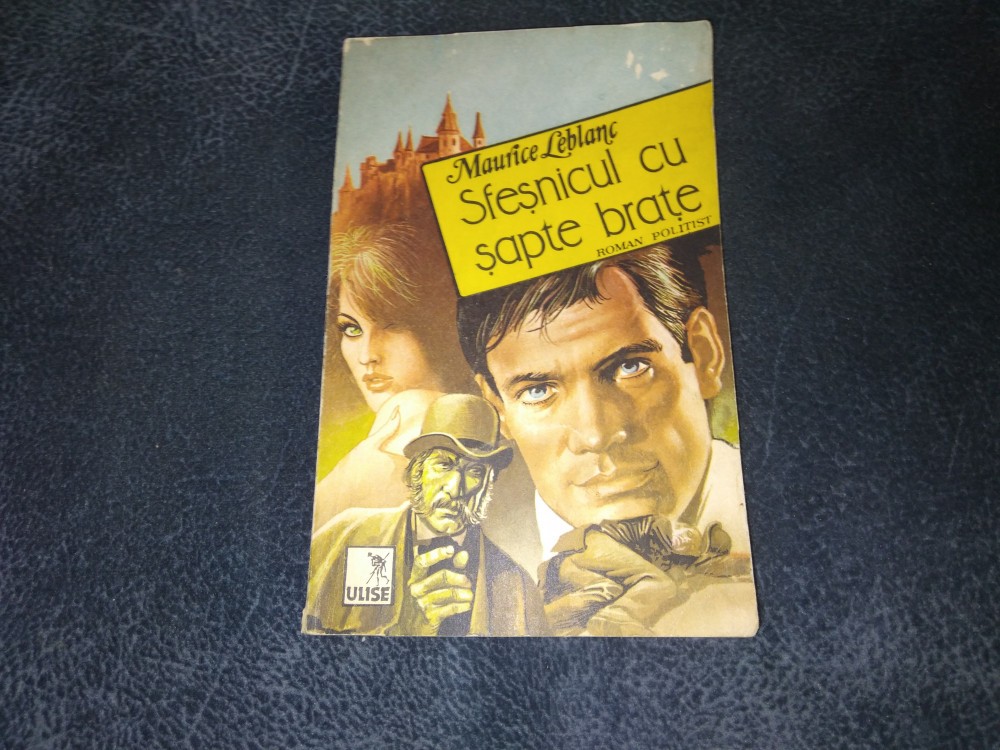 Maurice Leblanc
Sfeșnicul cu
șapte brațe
ROMAN POLIȚIST
ULISE